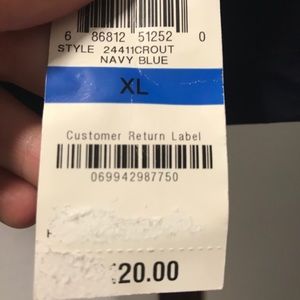 6 86812 51252 0
STYLE 24411CROUT
NAVY BLUE
XL
Customer Return Label
069942987750
20.00